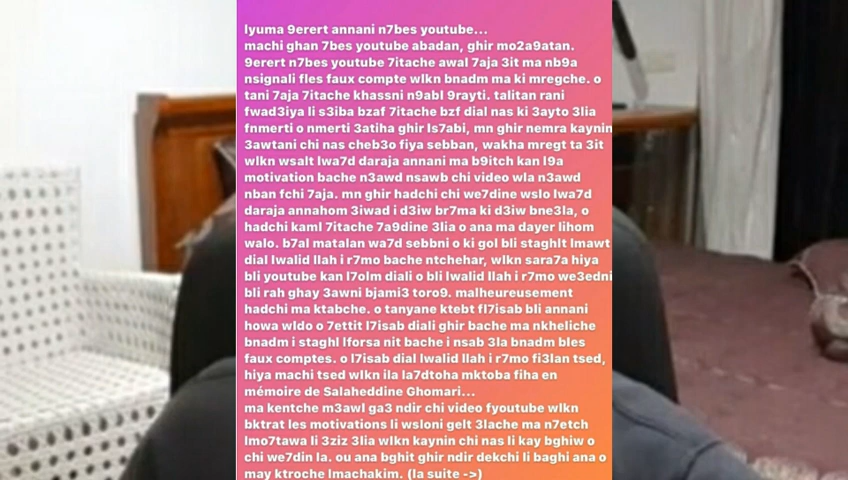 Iyuma 9erert annani n7bes youtube...
machi ghan 7bes youtube abadan, ghir mo2a9atan.
9erert n7bes youtube 7itache awal 7aja 3it ma nb9a
nsignali fles faux compte wlkn bnadm ma ki mregche. o
tani 7aja 7itache khassni n9abl 9rayti. talitan rani
fwad3iya li s3iba bzaf 7itache bzf dial nas ki 3ayto 3lia
fnmerti o nmerti 3atiha ghir ls7abi, mn ghir nemra kaynin
3awtani chi nas cheb3o fiya sebban, wakha mregt ta 3it
wlkn wsalt lwa7d daraja annani ma b9itch kan l9a
motivation bache n3awd nsawb chi video wla n3awd
nban fchi 7aja. mn ghir hadchi chi we7dine wslo lwa7d
daraja annahom 3iwad i d3iw br7ma ki d3iw bne3la, o
hadchi kaml 7itache 7a9dine 3lia o ana ma dayer lihom
walo. b7al matalan wa7d sebbni o ki gol bli staghlt lmawt
dial lwalid llah i r7mo bache ntchehar, wlkn sara7a hiya
bli youtube kan l7olm diali o bli lwalid llah i r7mo we3edni
bli rah ghay 3awni bjami3 toro9. malheureusement
hadchi ma ktabche. o tanyane ktebt fl7isab bli annani
howa wldo o 7ettit l7isab diali ghir bache ma nkheliche
bnadm i staghl lforsa nit bache i nsab 3la bnadm bles
faux comptes. o l7isab dial lwalid llah i r7mo fi3lan tsed,
hiya machi tsed wlkn ila la7dtoha mktoba fiha en
mémoire de Salaheddine Ghomari...
ma kentche m3awl ga3 ndir chi video fyoutube wlkn
bktrat les motivations li wsloni gelt 3lache ma n7etch
lmo7tawa li 3ziz 3lia wlkn kaynin chi nas li kay bghiw o
chi we7din la. ou ana bghit ghir ndir dekchi li baghi ana o
may ktroche lmachakim. (la suite ->)